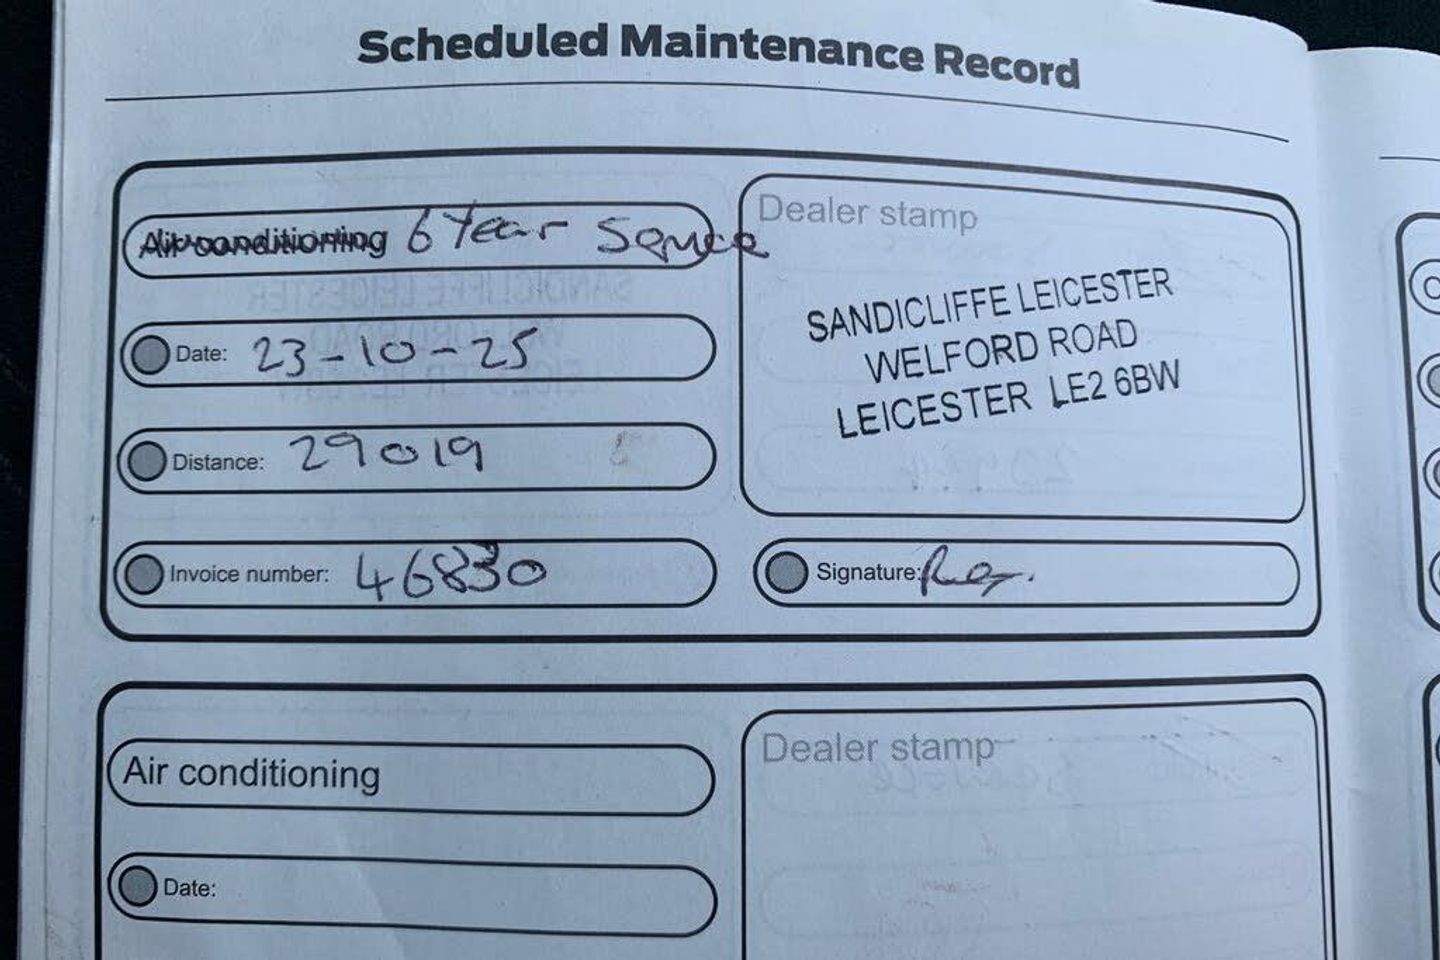 Scheduled Maintenance Record
Air conditioning 6 Year Service
Date: 23-10-25
Distance: 29019
Invoice number: 46830
Dealer stamp
SANDICLIFFE LEICESTER
WELFORD ROAD
LEICESTER LE2 6BW
Signature:
Air conditioning
Date:
Dealer stamp